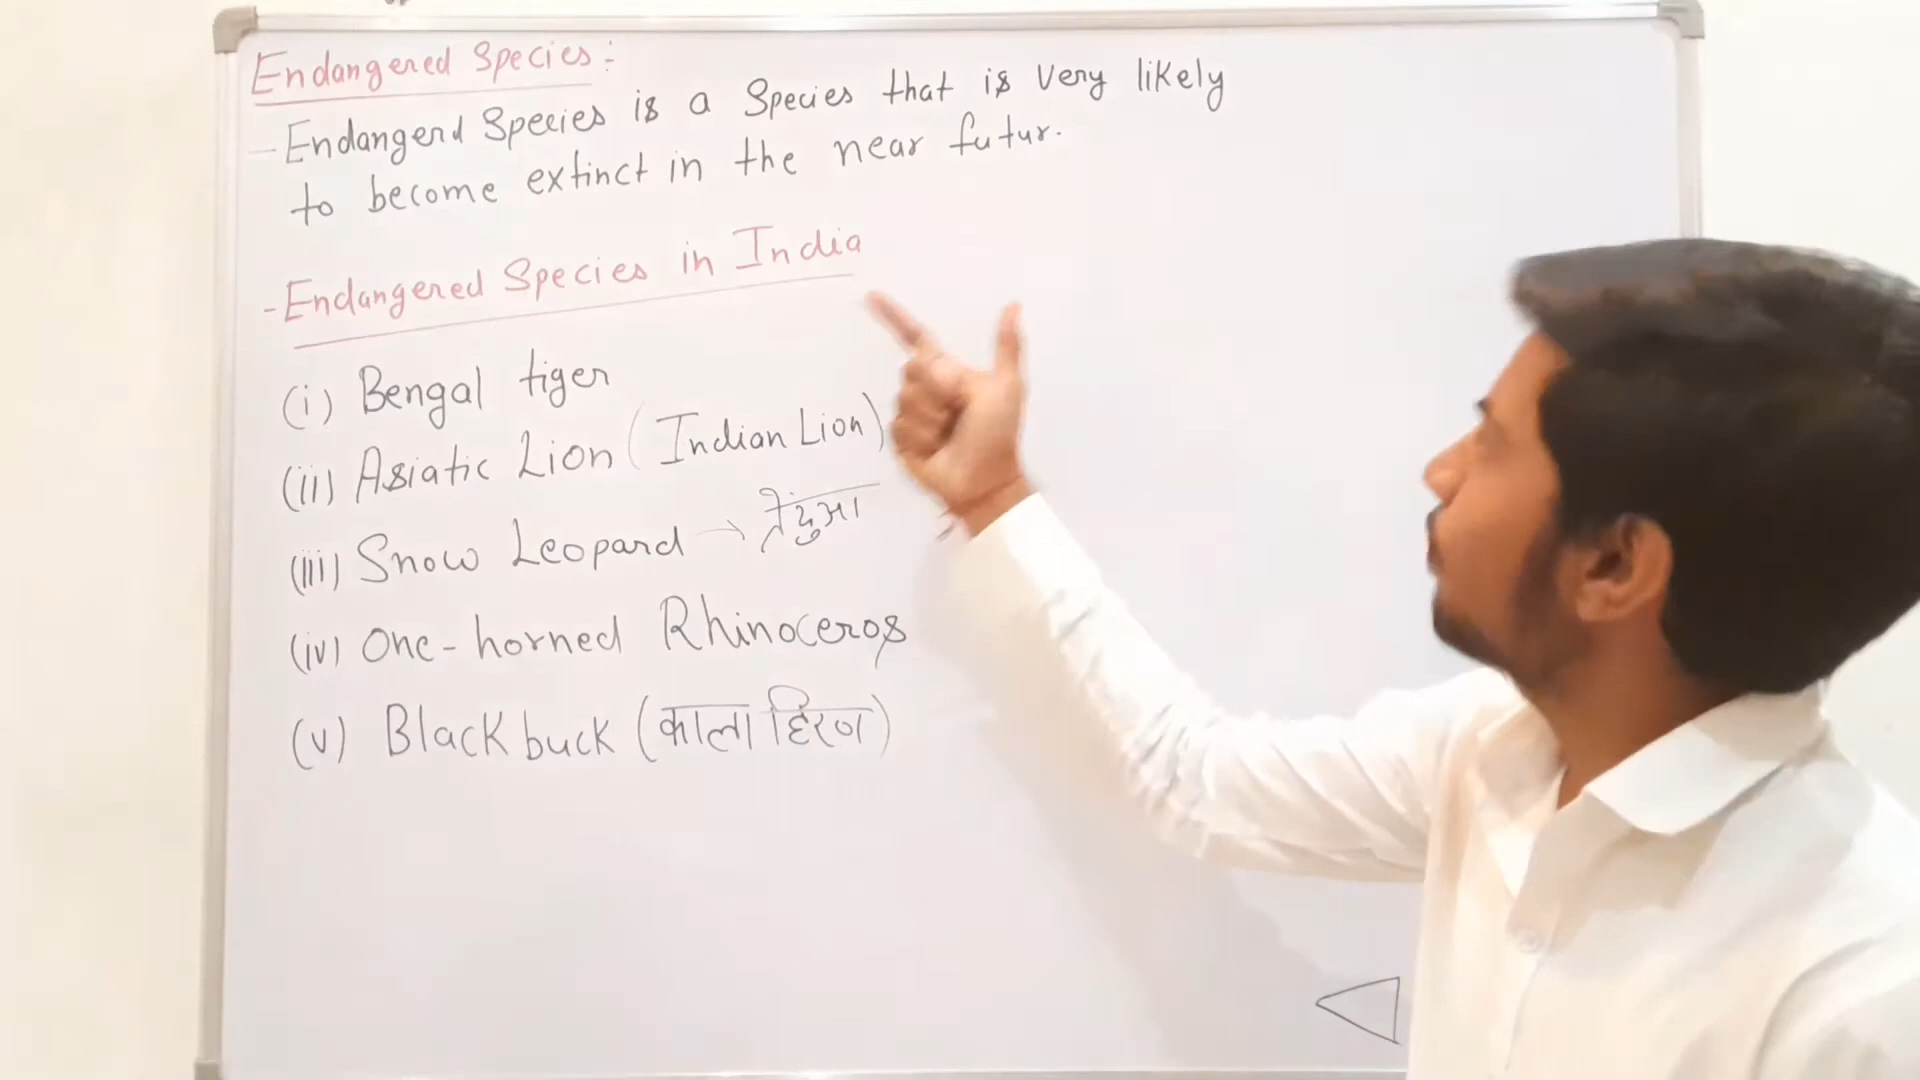 Endangered Species:-
- Endangerd Species is a Species that is very likely
to become extinct in the near futur.
- Endangered Species in India
(i) Bengal tiger
(ii) Asiatic Lion (Indian Lion)
(iii) Snow Leopard →
(iv) One-horned Rhinoceros
(v) Black buck (काला हिरण)